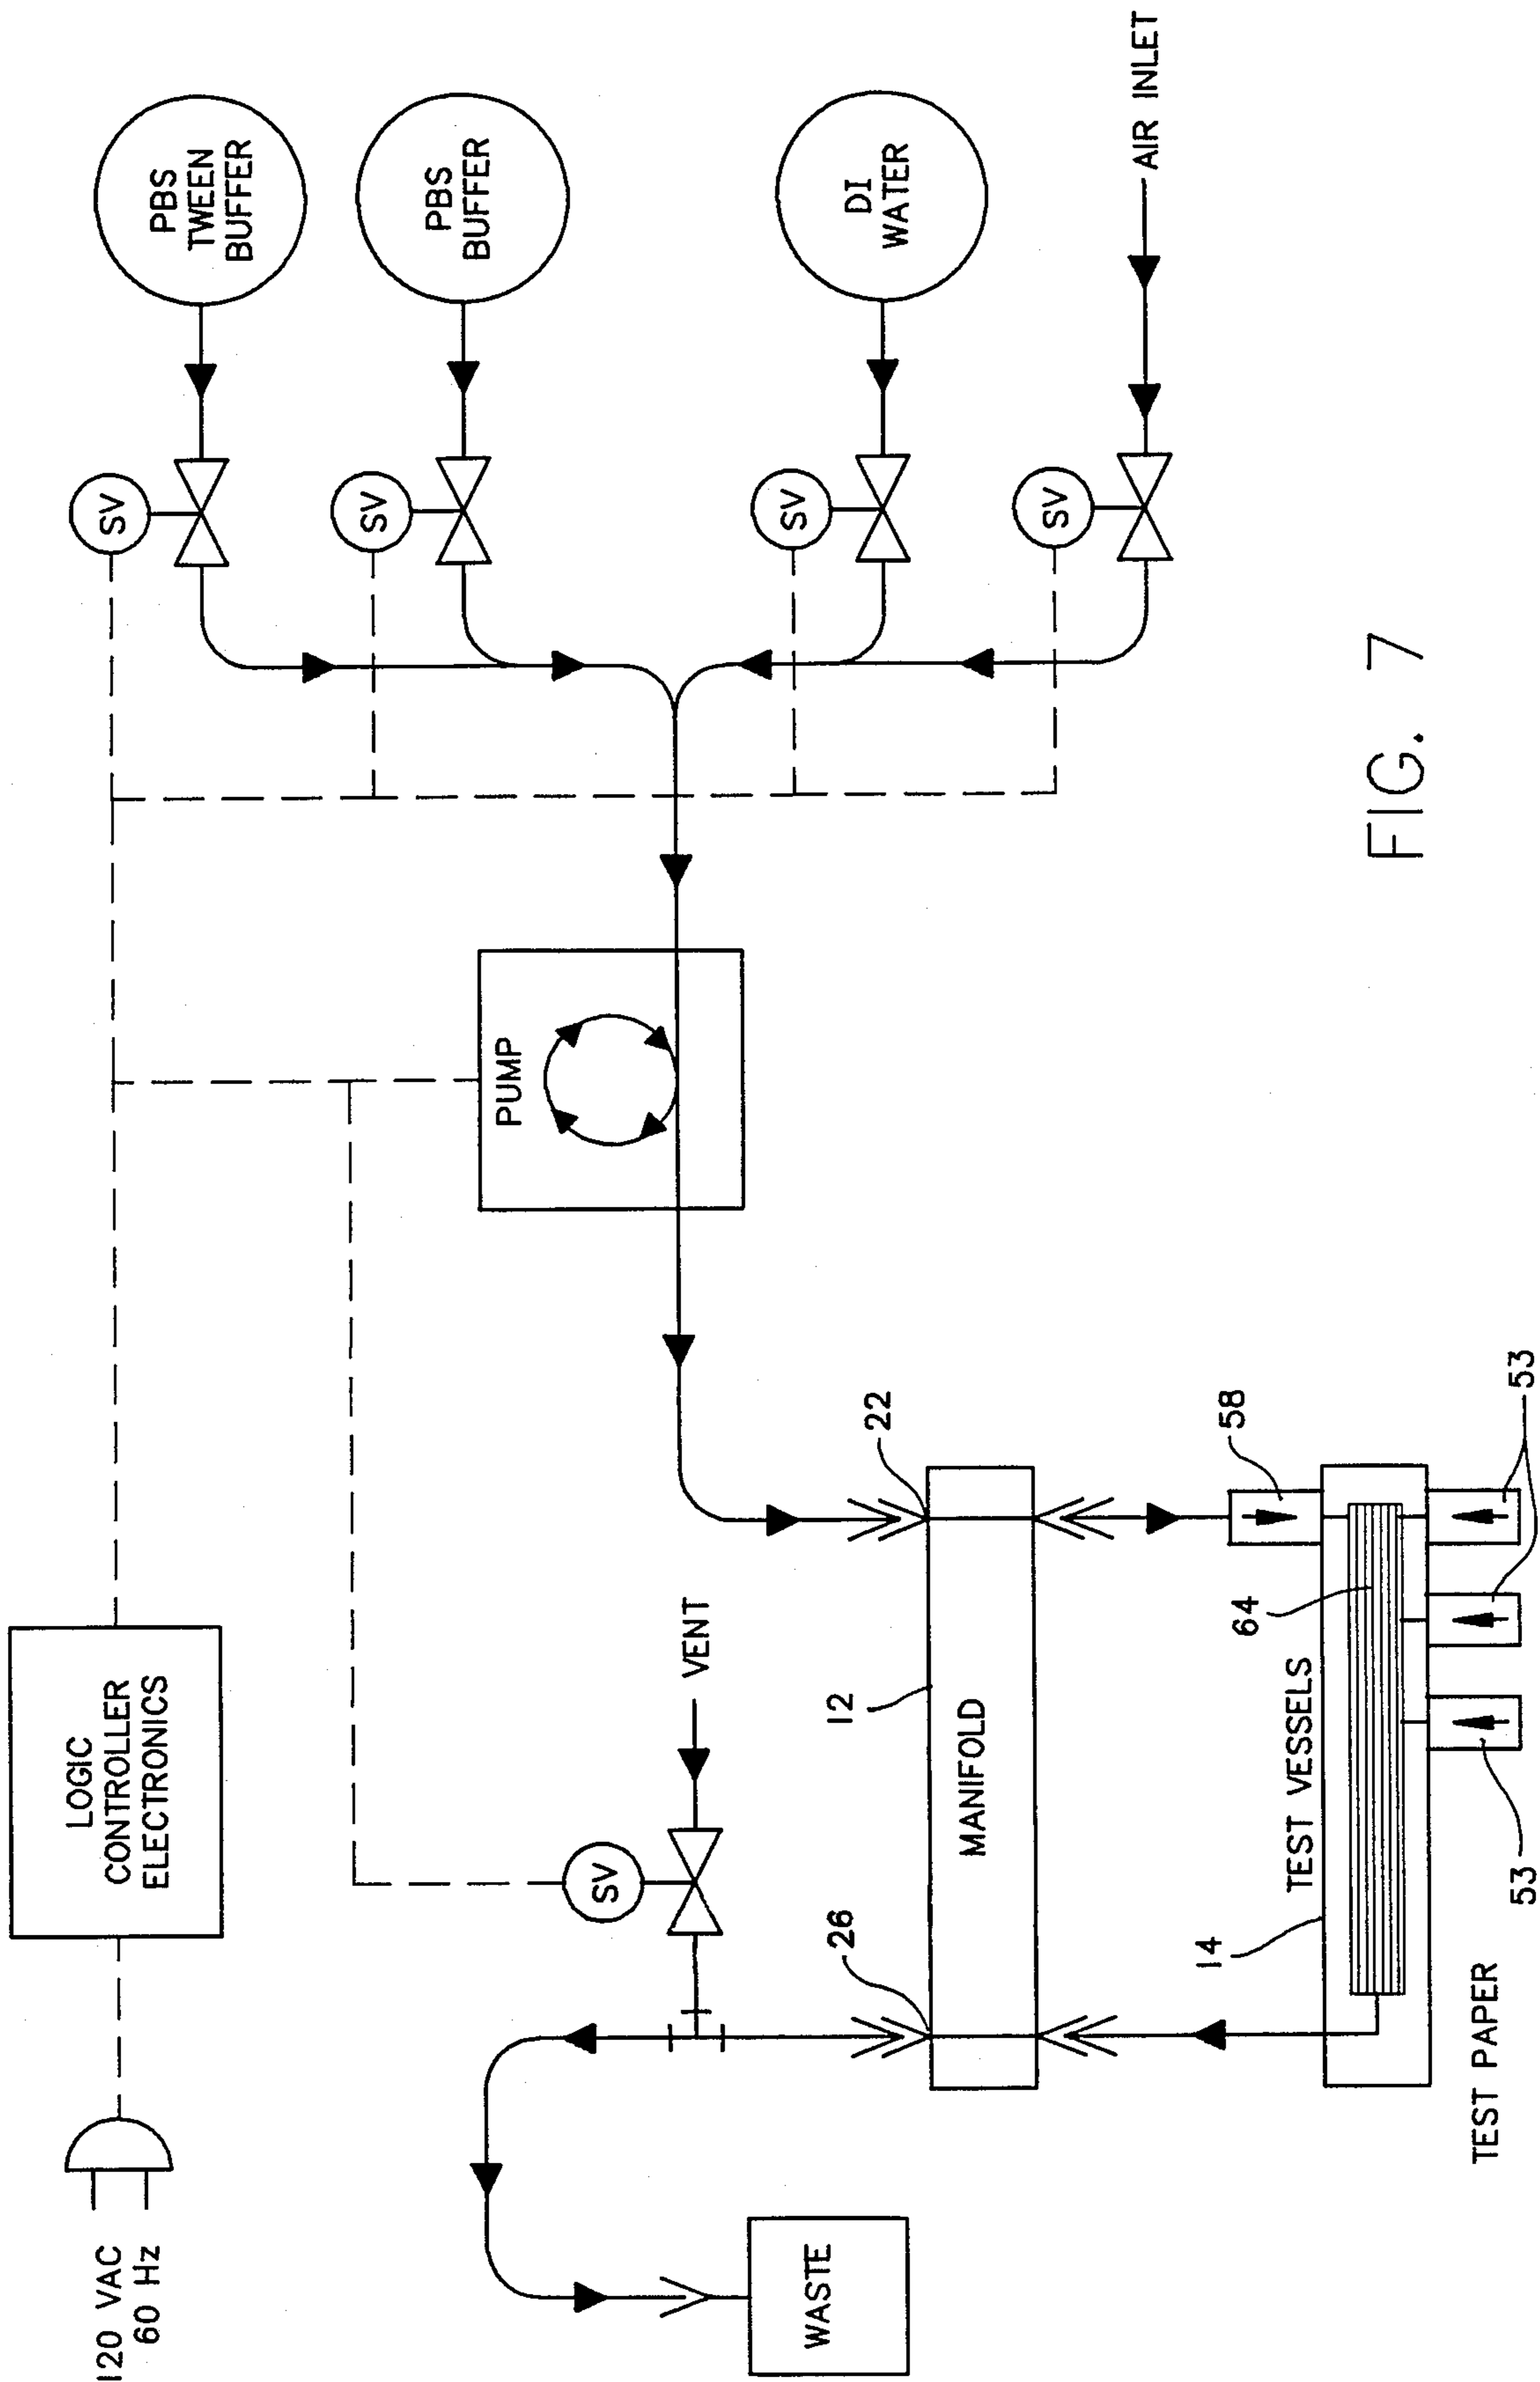 120 VAC
60 Hz
LOGIC
CONTROLLER
ELECTRONICS
PBS
TWEEN
BUFFER
SV
PBS
BUFFER
SV
DI
WATER
SV
AIR INLET
SV
PUMP
VENT
SV
WASTE
26
12
22
MANIFOLD
58
14
TEST VESSELS
64
TEST PAPER
53
53
FIG. 7